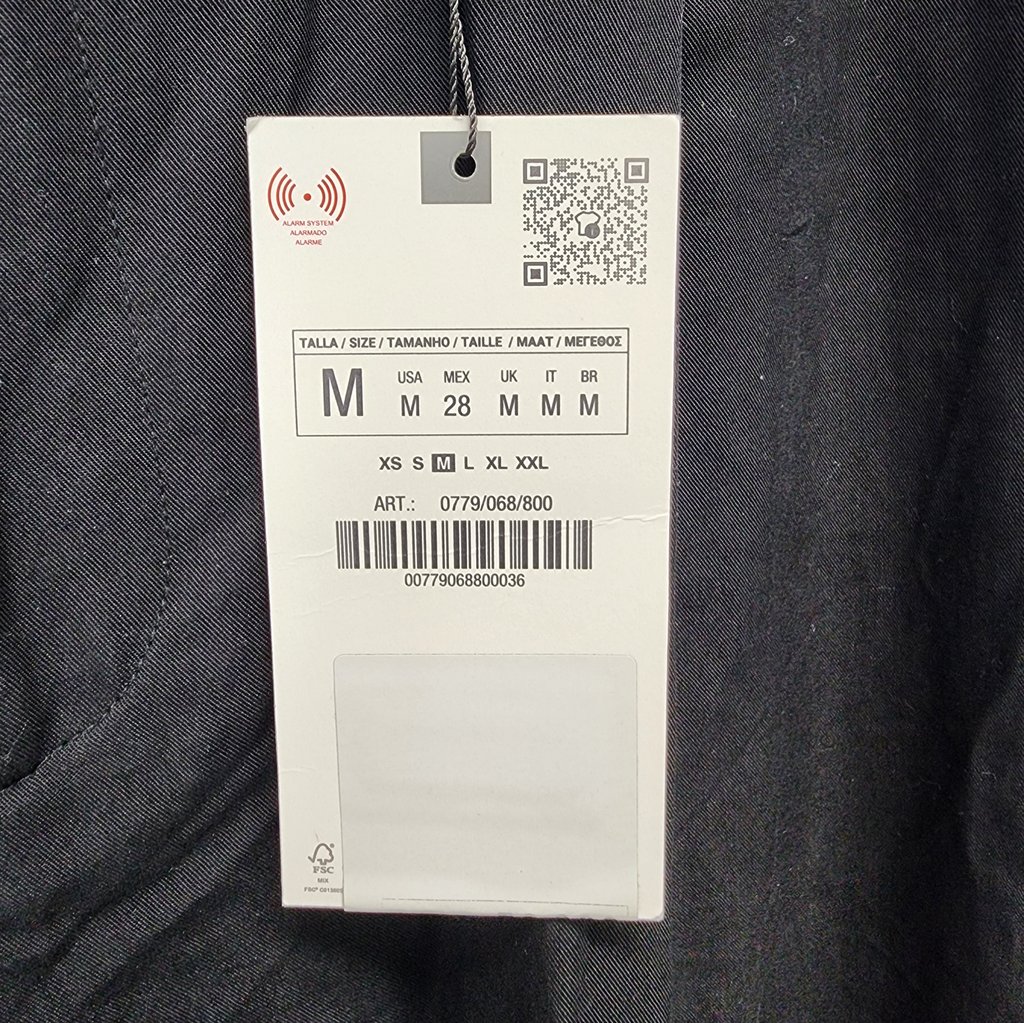 ALARM SYSTEM
ALARMADO
ALARME
TALLA / SIZE / TAMANHO / TAILLE / MAAT / ΜΕΓΕΘΟΣ
M
USA MEX UK IT BR
M 28 M M M
XS S M L XL XXL
ART.: 0779/068/800
00779068800036
FSC
MIX